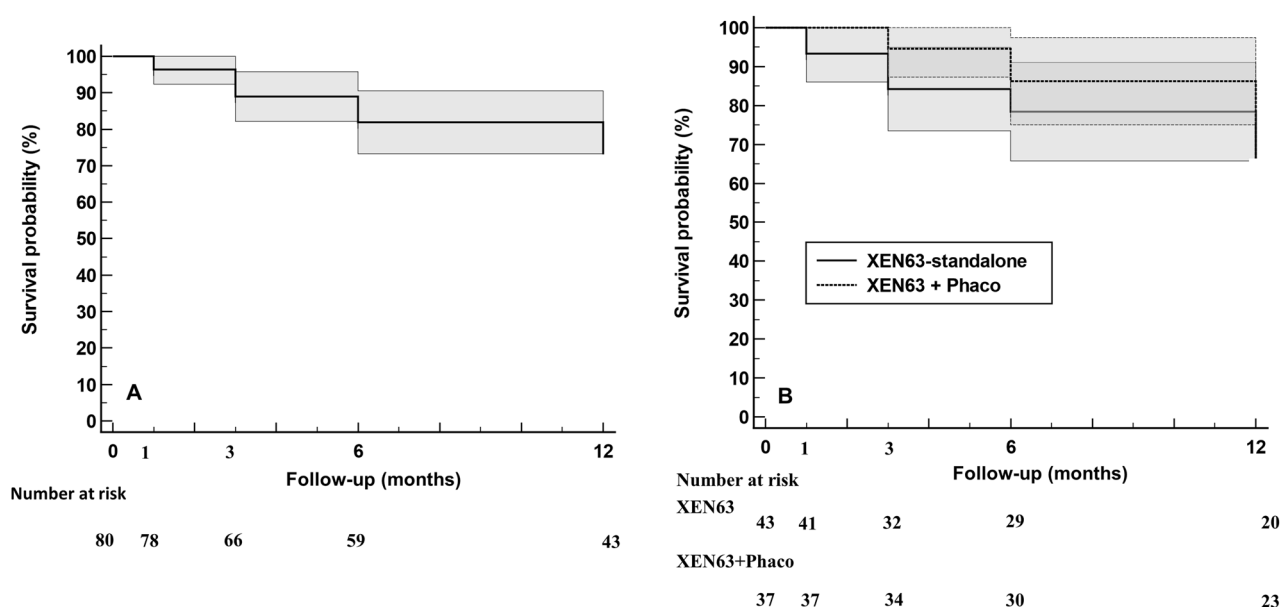 Survival probability (%)
100
90
80
70
60
50
40
30
20
10
0
A
0 1 3 6 12
Follow-up (months)
Number at risk
80 78 66 59 43
Survival probability (%)
100
90
80
70
60
50
40
30
20
10
0
XEN63-standalone
XEN63 + Phaco
B
0 1 3 6 12
Follow-up (months)
Number at risk
XEN63
43 41 32 29 20
XEN63+Phaco
37 37 34 30 23